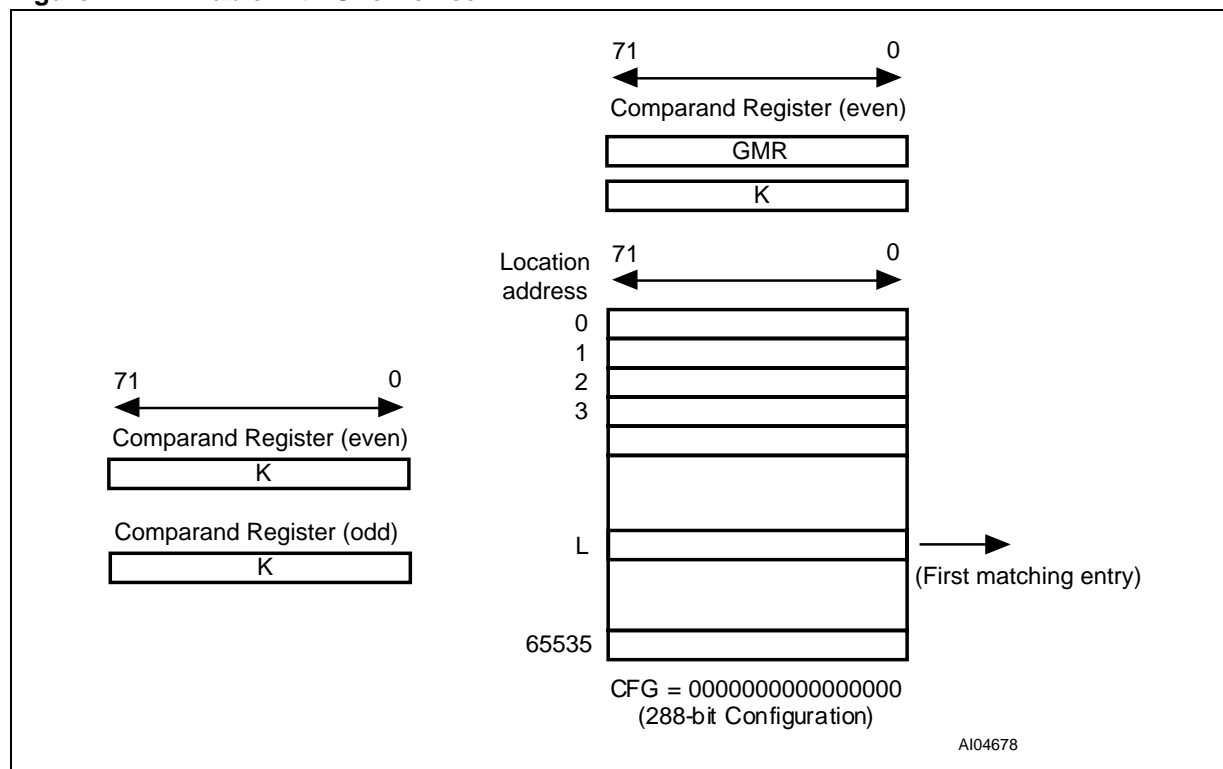 71 0
Comparand Register (even)
GMR
K
71 0
Location
address
0
1
2
3
71 0
Comparand Register (even)
K
Comparand Register (odd)
K
L
(First matching entry)
65535
CFG = 0000000000000000
(288-bit Configuration)
AI04678